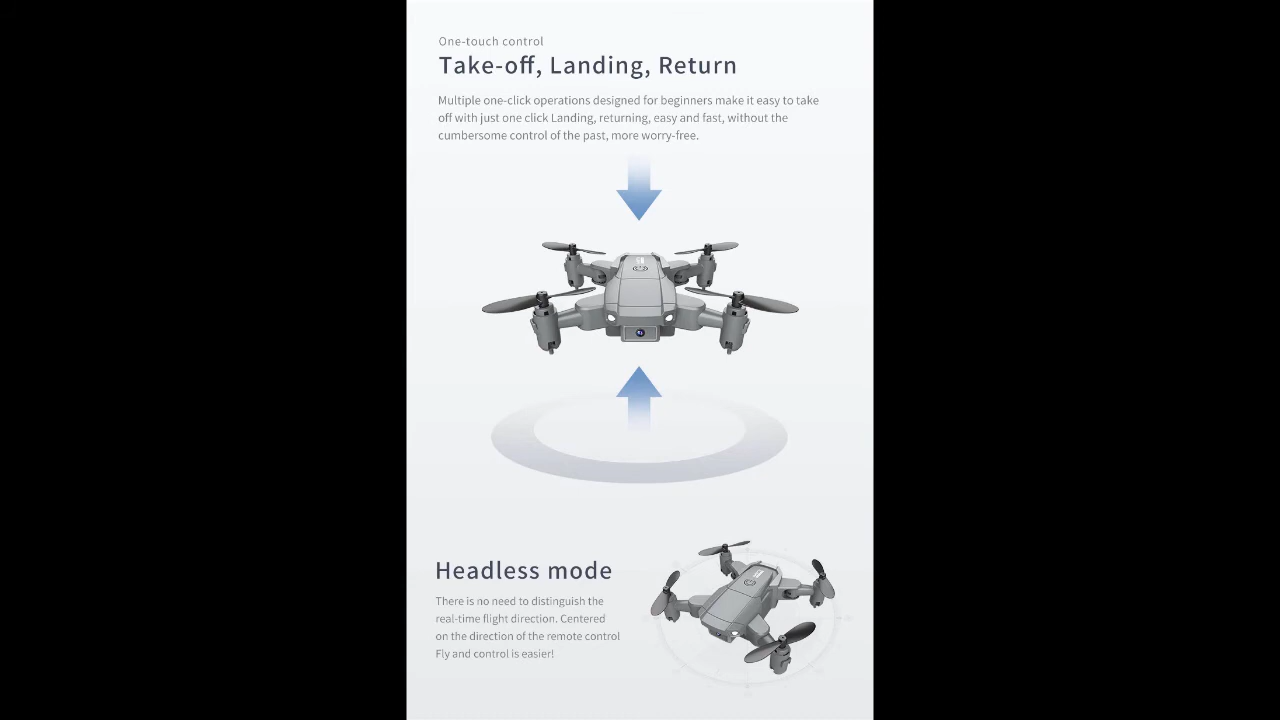 One-touch control
Take-off, Landing, Return
Multiple one-click operations designed for beginners make it easy to take
off with just one click Landing, returning, easy and fast, without the
cumbersome control of the past, more worry-free.
Headless mode
There is no need to distinguish the
real-time flight direction. Centered
on the direction of the remote control
Fly and control is easier!